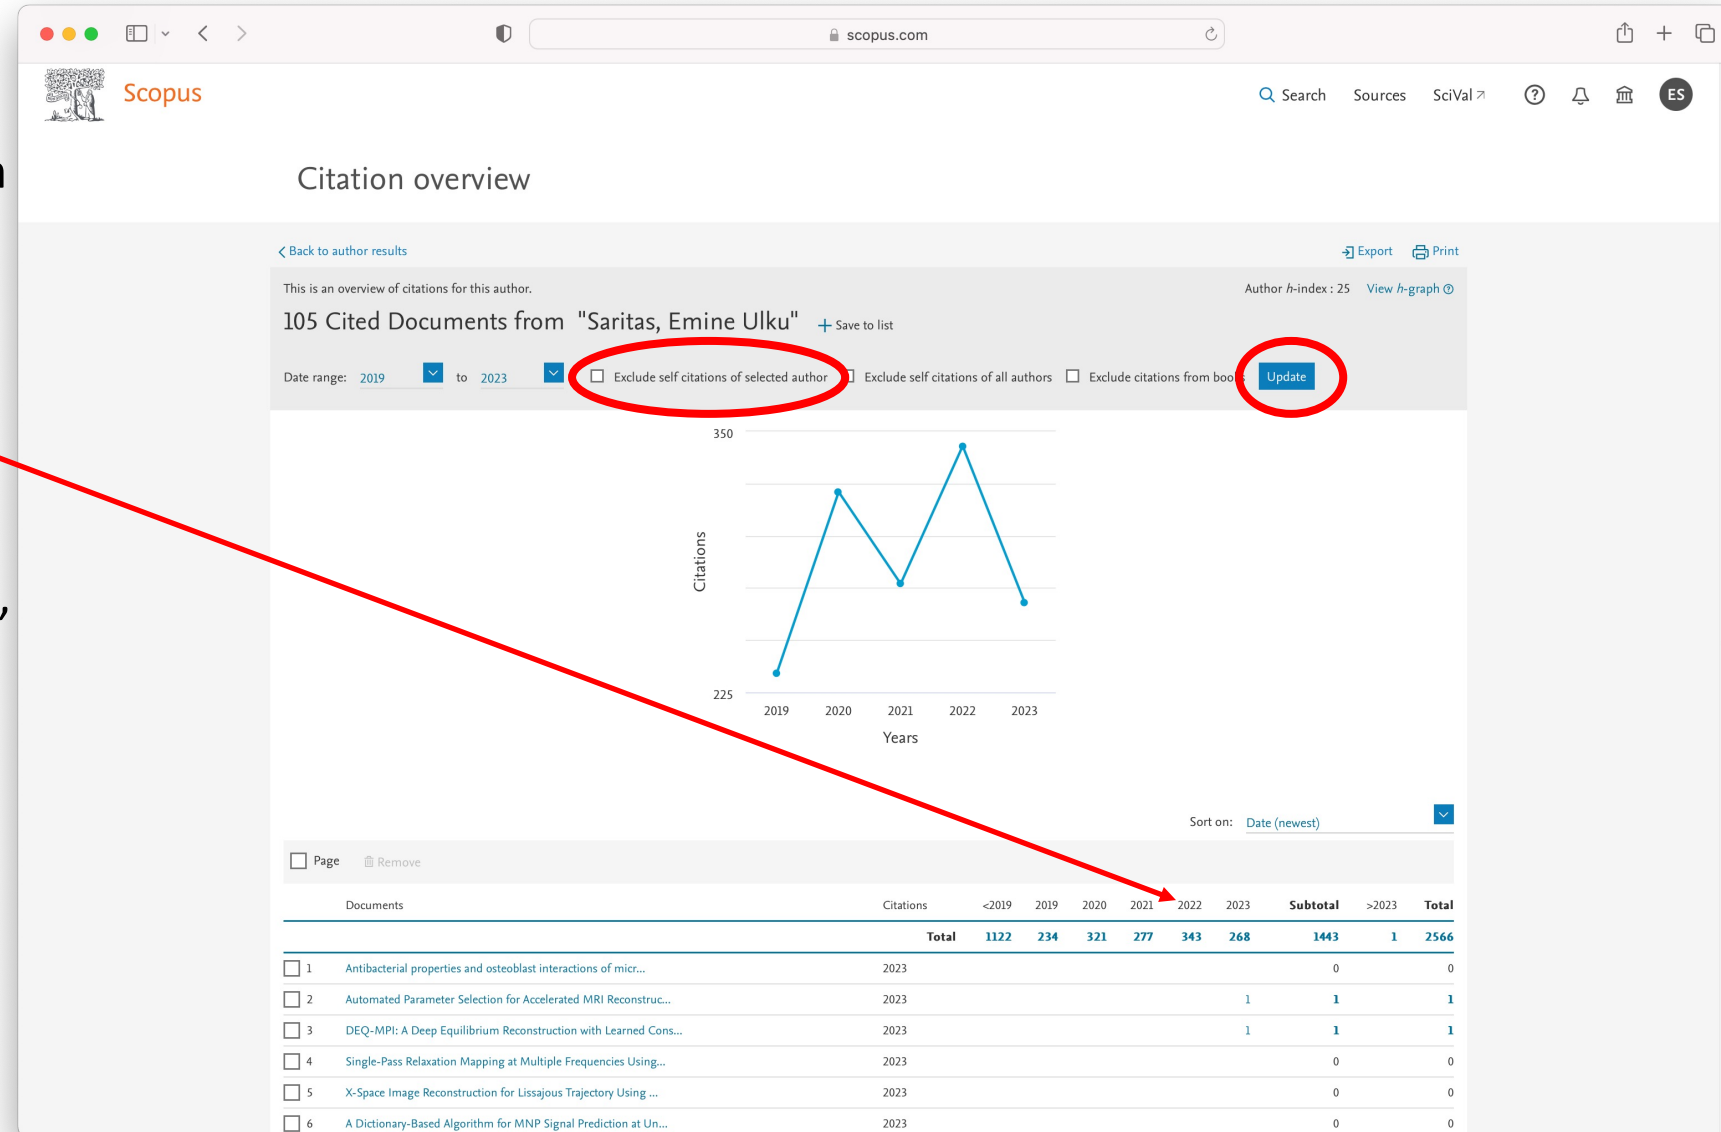 scopus.com
Scopus
Search Sources SciVal ES
Citation overview
Back to author results Export Print
This is an overview of citations for this author. Author h-index : 25 View h-graph
105 Cited Documents from "Saritas, Emine Ulku" + Save to list
Date range: 2019 to 2023 Exclude self citations of selected author Exclude self citations of all authors Exclude citations from books Update
350
Citations
225
2019 2020 2021 2022 2023
Years
Sort on: Date (newest)
Page Remove
Documents Citations <2019 2019 2020 2021 2022 2023 Subtotal >2023 Total
Total 1122 234 321 277 343 268 1443 1 2566
1 Antibacterial properties and osteoblast interactions of micr... 2023 0 0
2 Automated Parameter Selection for Accelerated MRI Reconstruc... 2023 1 1 1
3 DEQ-MPI: A Deep Equilibrium Reconstruction with Learned Cons... 2023 1 1 1
4 Single-Pass Relaxation Mapping at Multiple Frequencies Using... 2023 0 0
5 X-Space Image Reconstruction for Lissajous Trajectory Using ... 2023 0 0
6 A Dictionary-Based Algorithm for MNP Signal Prediction at Un... 2023 0 0